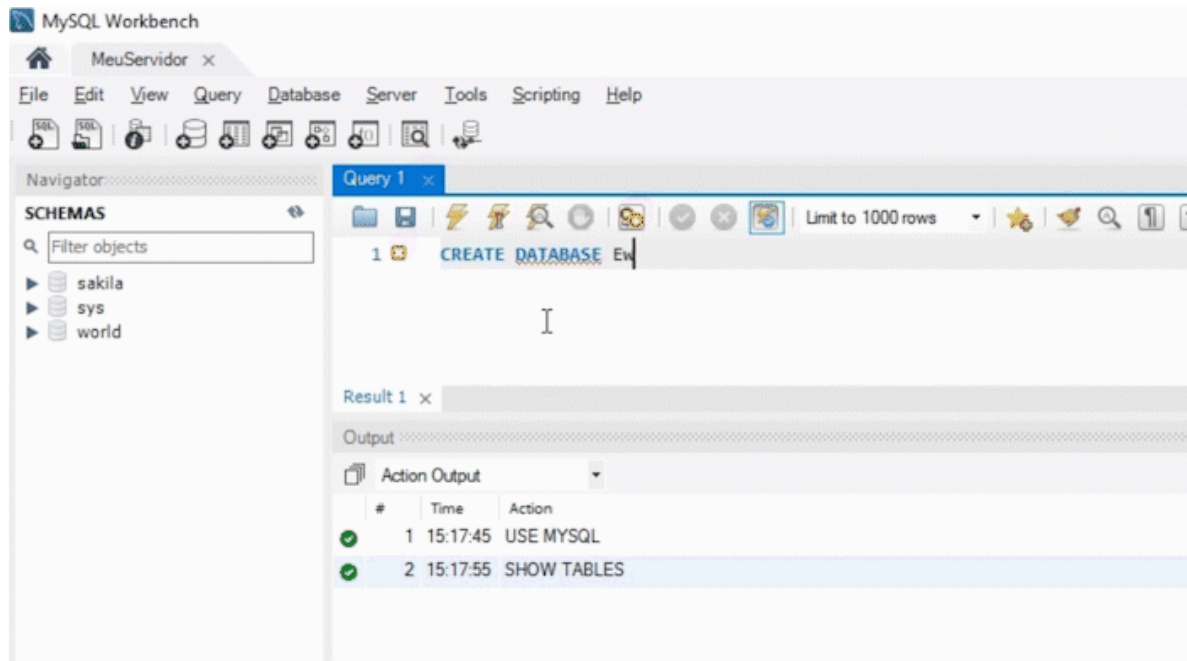 MySQL Workbench
MeuServidor
File Edit View Query Database Server Tools Scripting Help
Navigator
Query 1
SCHEMAS
Limit to 1000 rows
Filter objects
1 CREATE DATABASE Ew
sakila
sys
world
Result 1
Output
Action Output
# Time Action
1 15:17:45 USE MYSQL
2 15:17:55 SHOW TABLES